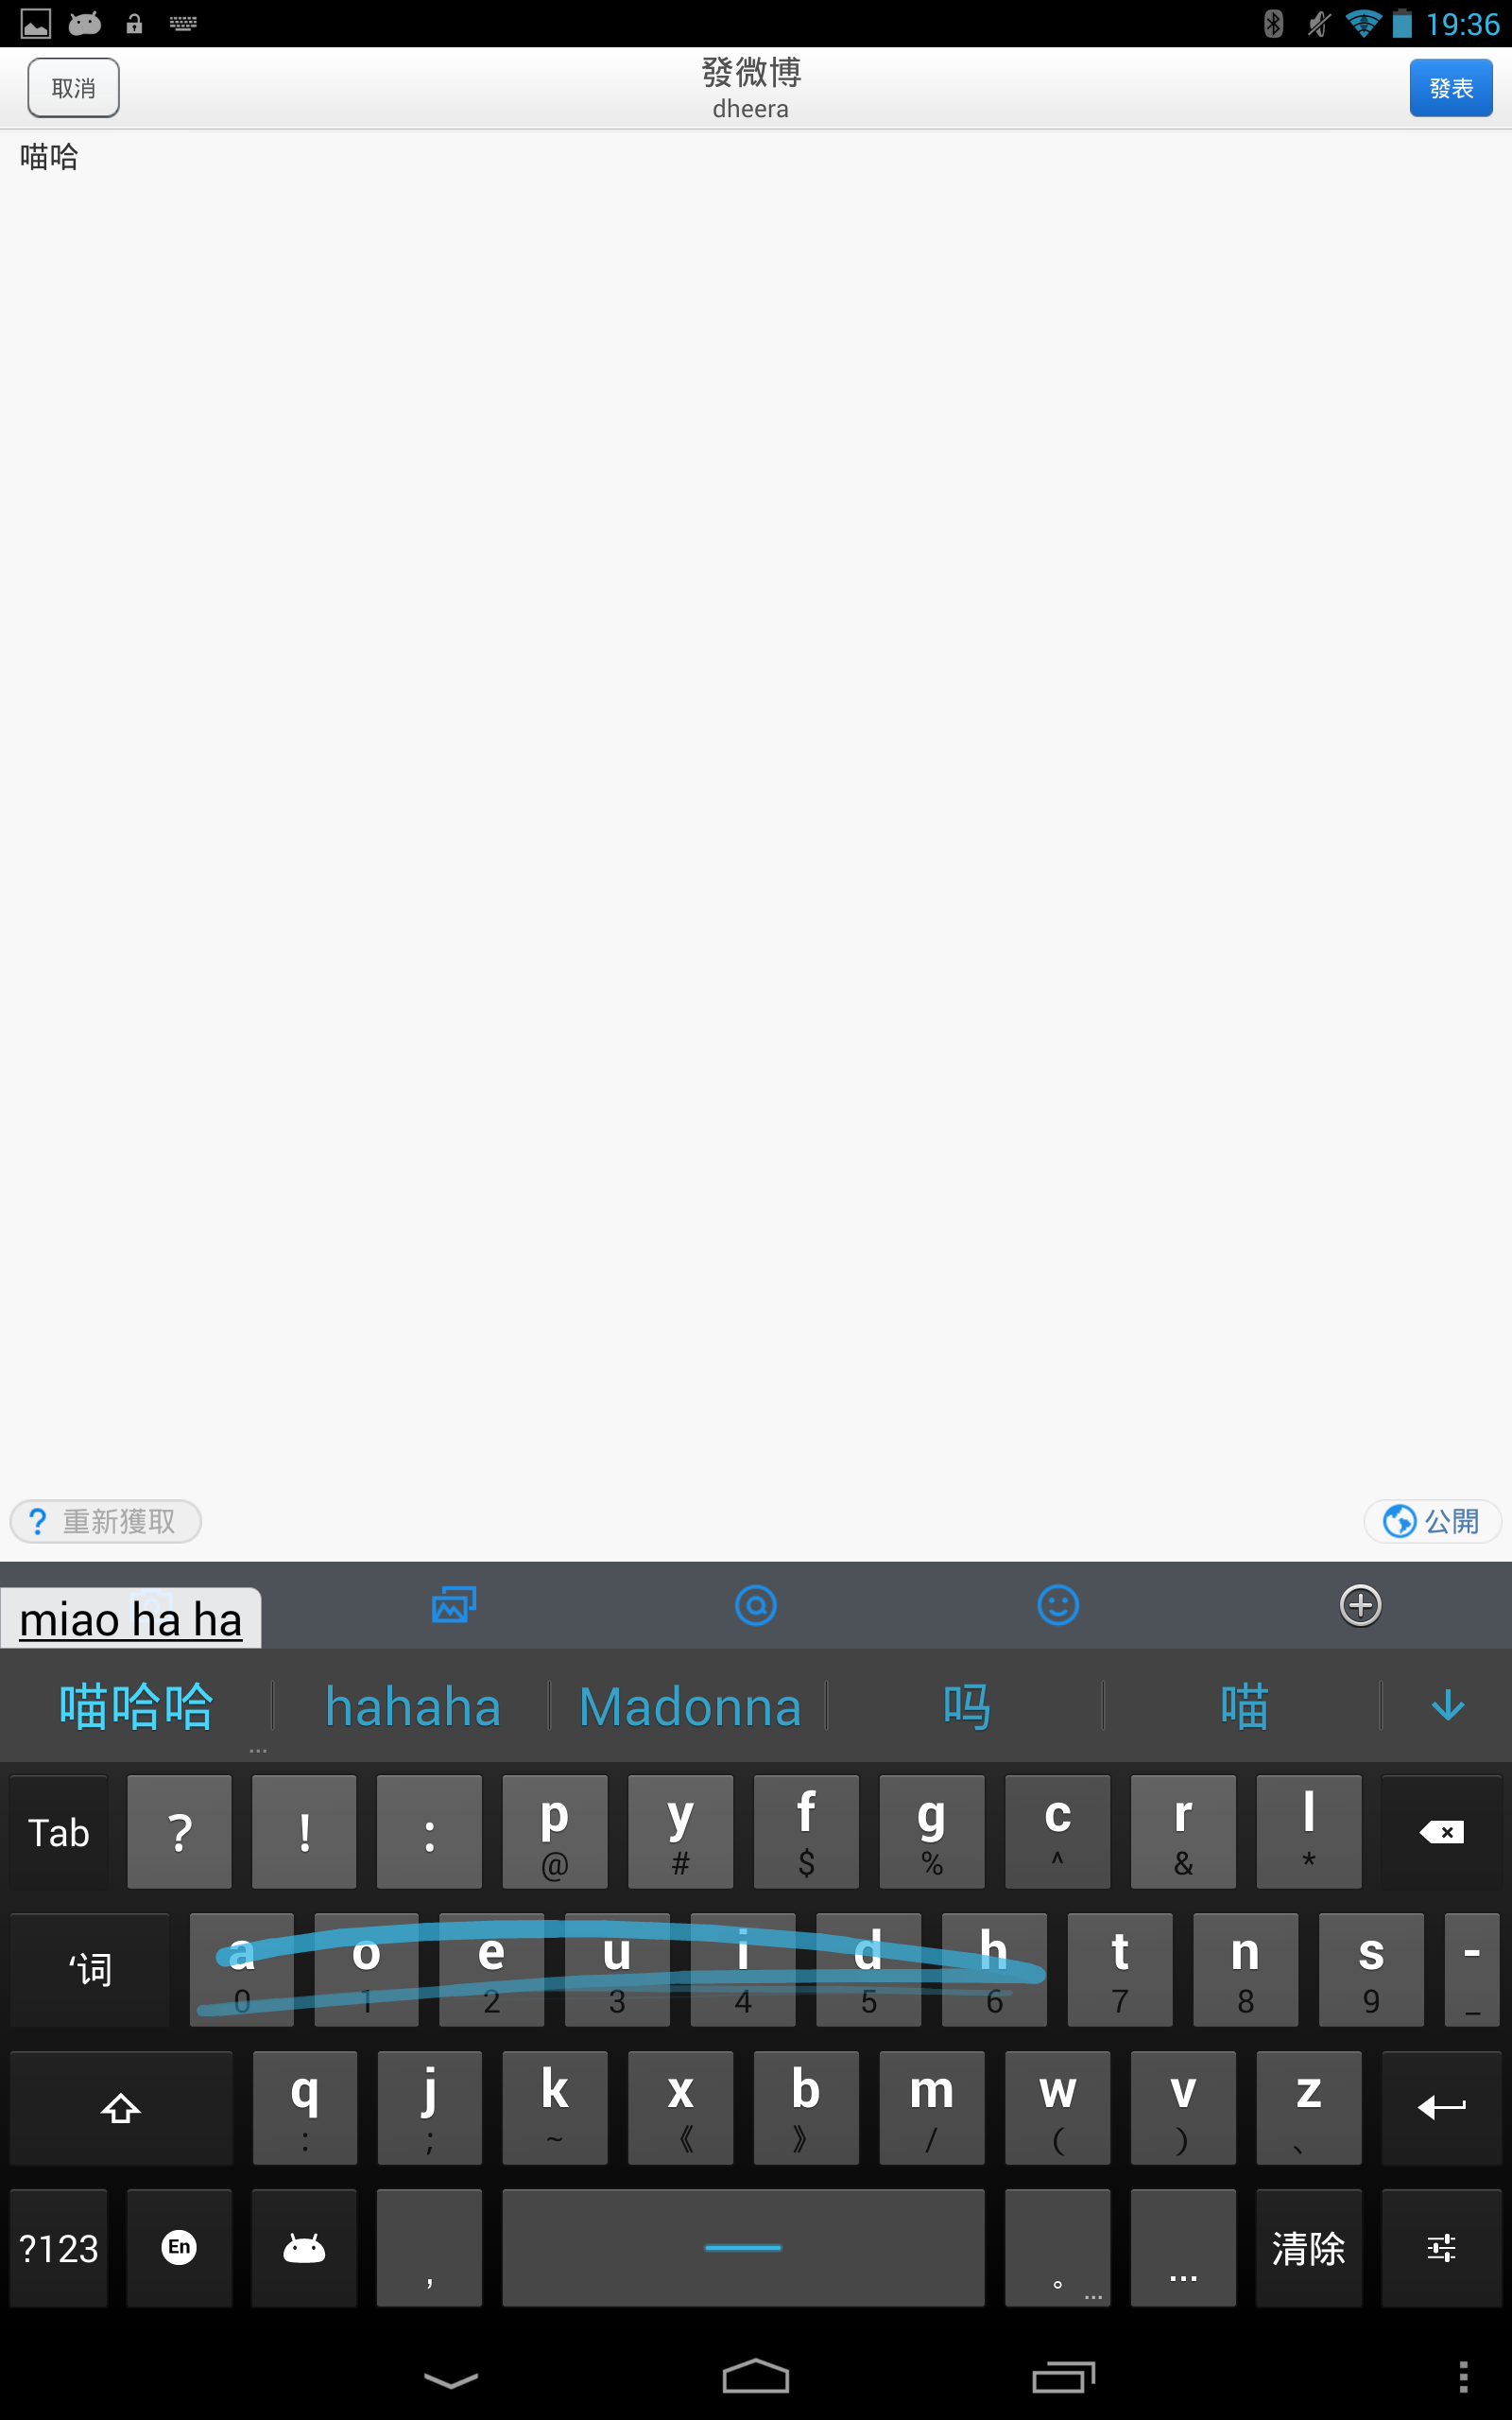 19:36
取消
發微博
發表
dheera
喵哈
? 重新獲取
公開
miao ha ha
喵哈哈 hahaha Madonna 吗 喵
...
Tab ? ! : p y f g c r l
@ # $ % ^ & *
'词 a o e u i d h t n s -
0 1 2 3 4 5 6 7 8 9 _
q j k x b m w v z
: ; ~ 《 》 / ( ) 、
?123 En , 。 ... … 清除